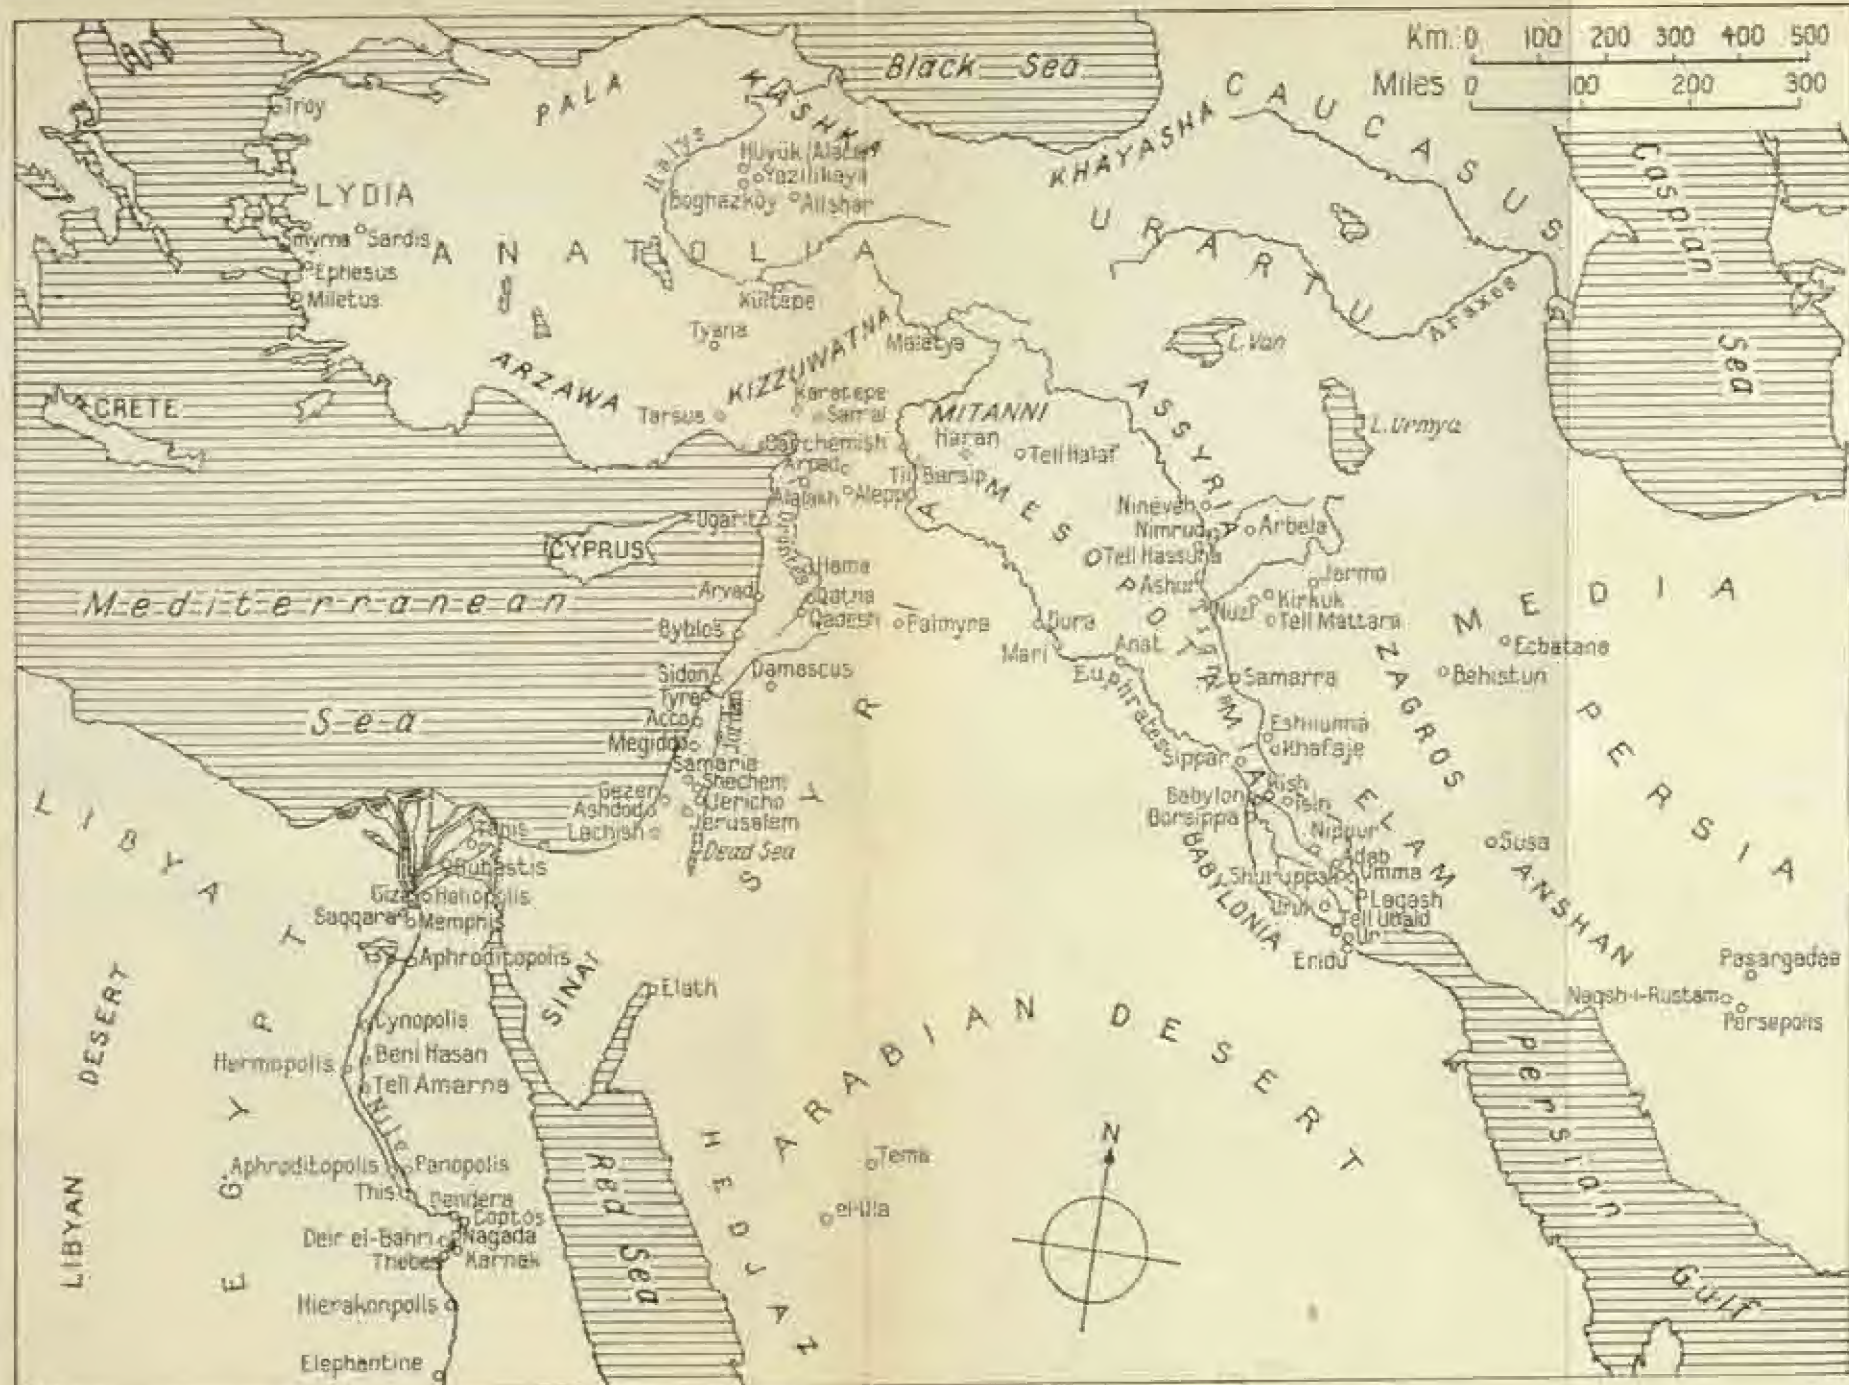 Km. 0 100 200 300 400 500
Miles 0 100 200 300
Black Sea
CAUCASUS
Caspian Sea
PALA
KASHKA
KHAYASHA
Troy
Halys
Hüyük (Alaca)
Yazilikaya
Boghazköy
Alishar
LYDIA
Sardis
Ephesus
Miletus
ANATOLIA
URARTU
Araxes
Kültepe
Tyana
Malatya
L. Van
L. Urmya
ARZAWA
KIZZUWATNA
CRETE
Tarsus
Karatepe
MITANNI
ASSYRIA
Carchemish
Haran
Tell Halaf
Arpad
Til Barsip
Alalakh
Aleppo
Ugarit
Orontes
CYPRUS
Nineveh
Nimrud
Arbela
Tell Hassuna
Ashur
MESOPOTAMIA
Hama
Arvad
Qatna
Qadesh
Palmyra
Dura
Mari
Anat
Jarmo
Nuzi
Kirkuk
Tell Mattara
MEDIA
Ecbatana
Behistun
Mediterranean Sea
Byblos
Sidon
Damascus
Tyre
Acco
Jordan
Megiddo
Samaria
Shechem
Gezer
Jericho
Ashdod
Jerusalem
Lachish
Dead Sea
SYRIA
Euphrates
Samarra
Eshnunna
Khafaje
Sippar
Kish
Babylon
Isin
Borsippa
Nippur
Adab
Shuruppak
Umma
Lagash
Uruk
Tell Ubaid
Ur
Eridu
BABYLONIA
ZAGROS
ELAM
PERSIA
Susa
ANSHAN
Pasargadae
Naqsh-i-Rustam
Persepolis
LIBYA
Tanis
Bubastis
Giza
Heliopolis
Saqqara
Memphis
Aphroditopolis
SINAI
Elath
Cynopolis
Hermopolis
Beni Hasan
Tell Amarna
Nile
EGYPT
Aphroditopolis
Panopolis
This
Dendera
Coptos
Deir el-Bahri
Nagada
Thebes
Karnak
Hierakonpolis
Elephantine
LIBYAN DESERT
Red Sea
HEDJAZ
ARABIAN DESERT
Tema
el-Ula
N
Persian Gulf